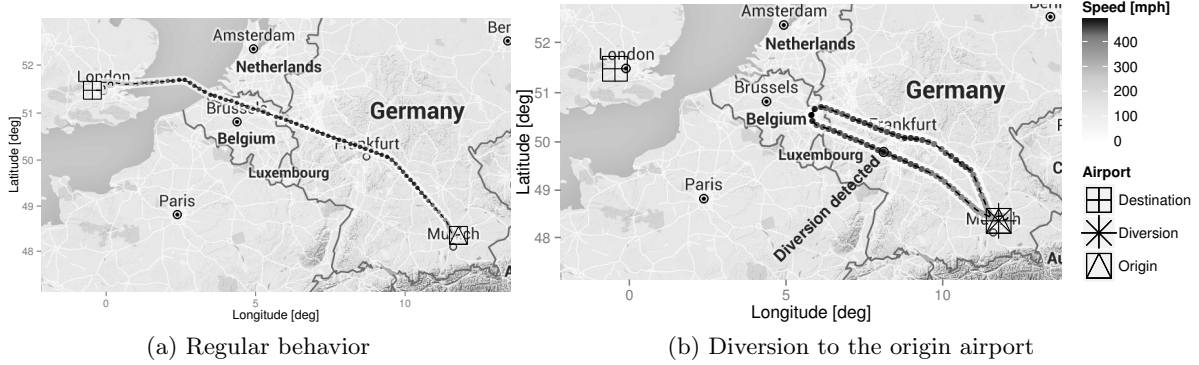 Amsterdam
Netherlands
London
Brussels
Belgium
Germany
Frankfurt
Luxembourg
Paris
Munich
Ber
A
52
51
50
49
48
0
5
10
Latitude [deg]
Longitude [deg]
(a) Regular behavior
Amsterdam
Netherlands
London
Brussels
Belgium
Germany
Frankfurt
Luxembourg
Diversion detected
Paris
Munich
Au
52
51
50
49
48
0
5
10
Latitude [deg]
Longitude [deg]
(b) Diversion to the origin airport
Speed [mph]
400
300
200
100
0
Airport
Destination
Diversion
Origin